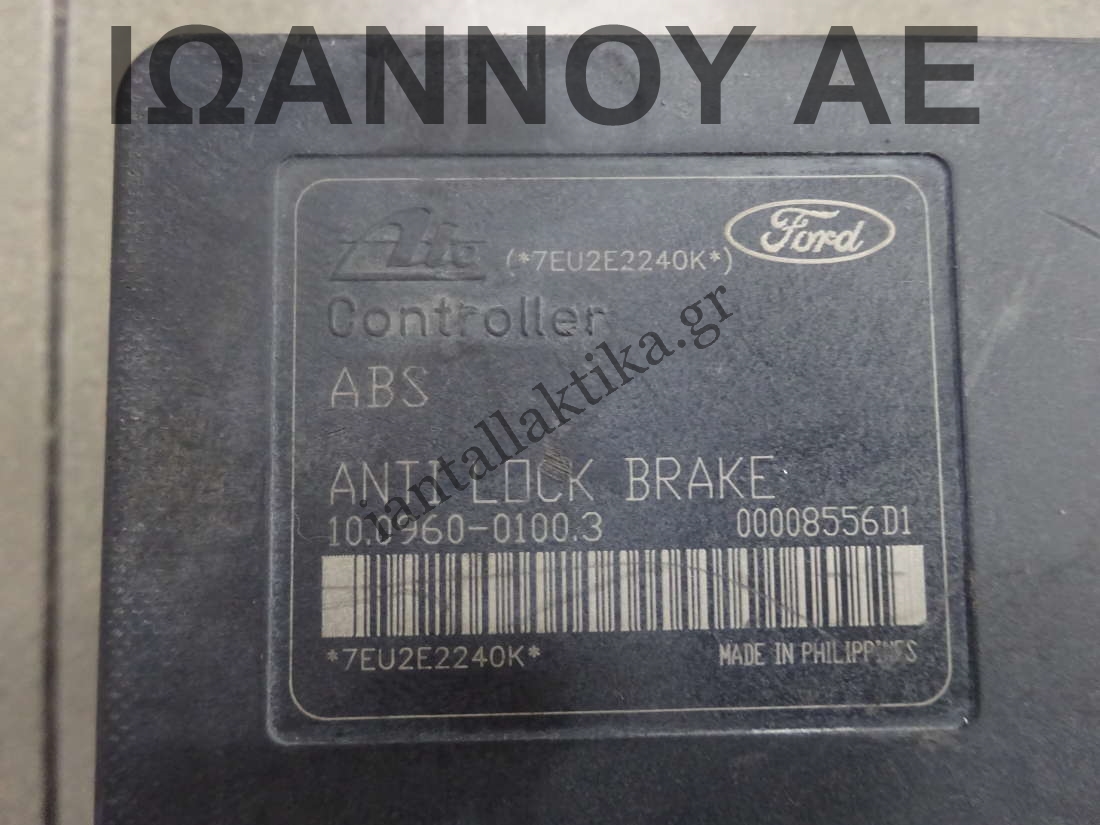 ΙΩΑΝΝΟΥ ΑΕ
Ate (*7EU2E2240K*) Ford
Controller
ABS
ANTI LOCK BRAKE
10.0960-0100.3 00008556D1
*7EU2E2240K* MADE IN PHILIPPINES
iantallaktika.gr